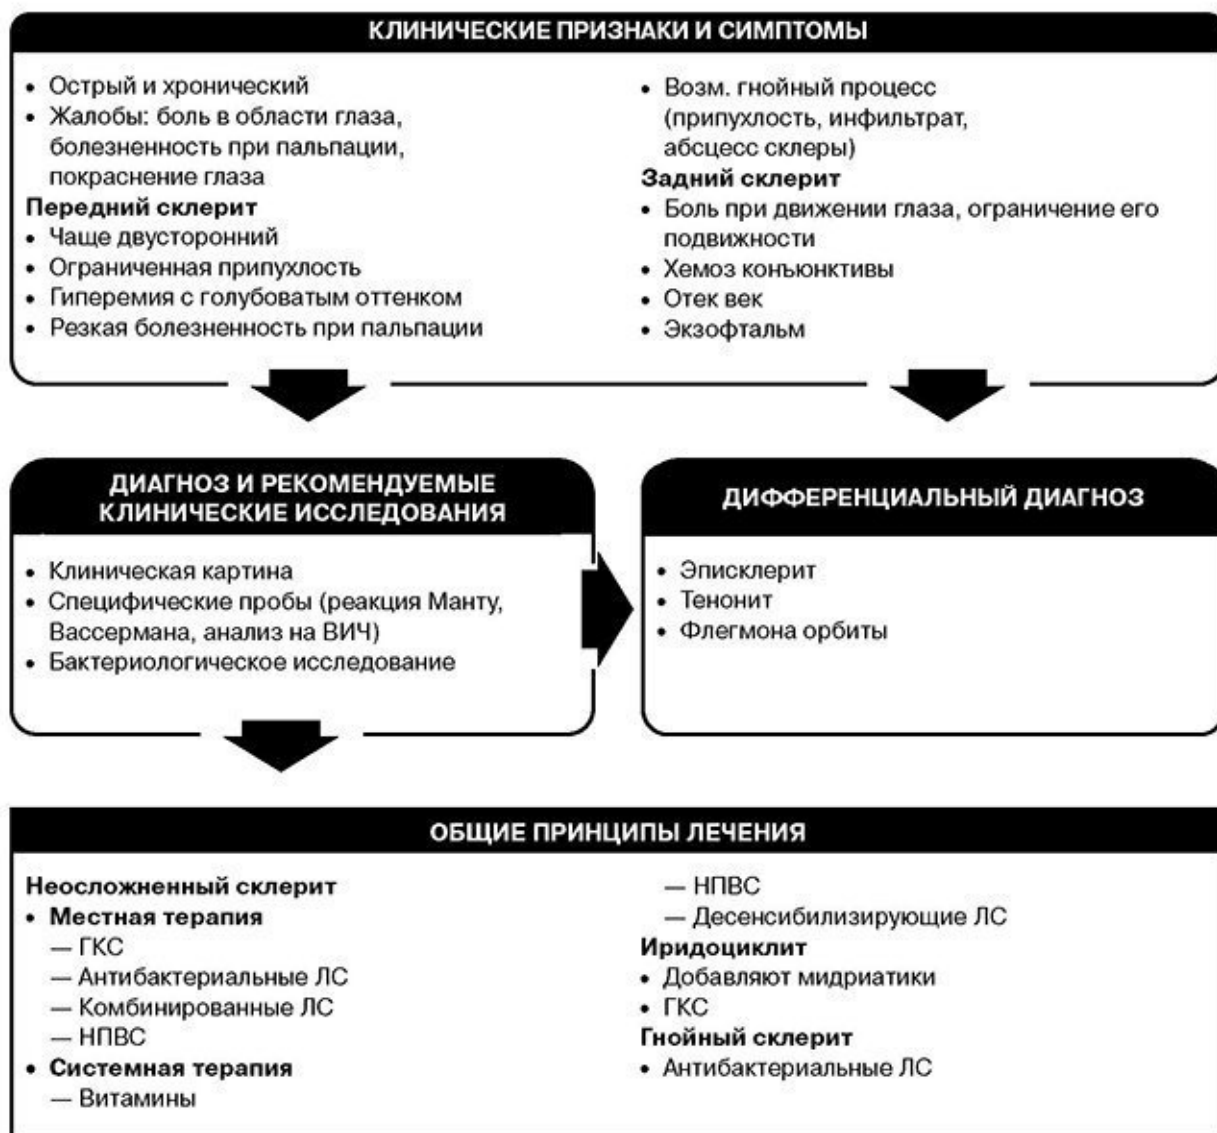 КЛИНИЧЕСКИЕ ПРИЗНАКИ И СИМПТОМЫ
• Острый и хронический
• Жалобы: боль в области глаза,
болезненность при пальпации,
покраснение глаза
Передний склерит
• Чаще двусторонний
• Ограниченная припухлость
• Гиперемия с голубоватым оттенком
• Резкая болезненность при пальпации
• Возм. гнойный процесс
(припухлость, инфильтрат,
абсцесс склеры)
Задний склерит
• Боль при движении глаза, ограничение его
подвижности
• Хемоз конъюнктивы
• Отек век
• Экзофтальм
ДИАГНОЗ И РЕКОМЕНДУЕМЫЕ
КЛИНИЧЕСКИЕ ИССЛЕДОВАНИЯ
• Клиническая картина
• Специфические пробы (реакция Манту,
Вассермана, анализ на ВИЧ)
• Бактериологическое исследование
ДИФФЕРЕНЦИАЛЬНЫЙ ДИАГНОЗ
• Эписклерит
• Тенонит
• Флегмона орбиты
ОБЩИЕ ПРИНЦИПЫ ЛЕЧЕНИЯ
Неосложненный склерит
• Местная терапия
— ГКС
— Антибактериальные ЛС
— Комбинированные ЛС
— НПВС
• Системная терапия
— Витамины
— НПВС
— Десенсибилизирующие ЛС
Иридоциклит
• Добавляют мидриатики
• ГКС
Гнойный склерит
• Антибактериальные ЛС